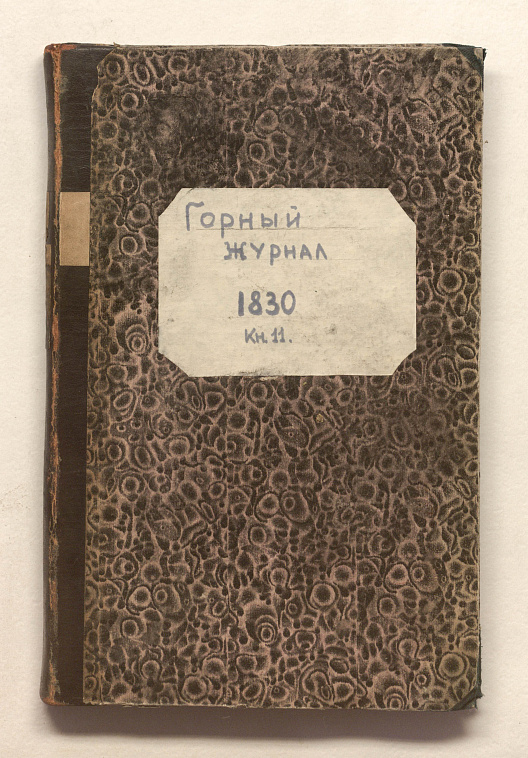 Горный
журнал
1830
Кн. 11.